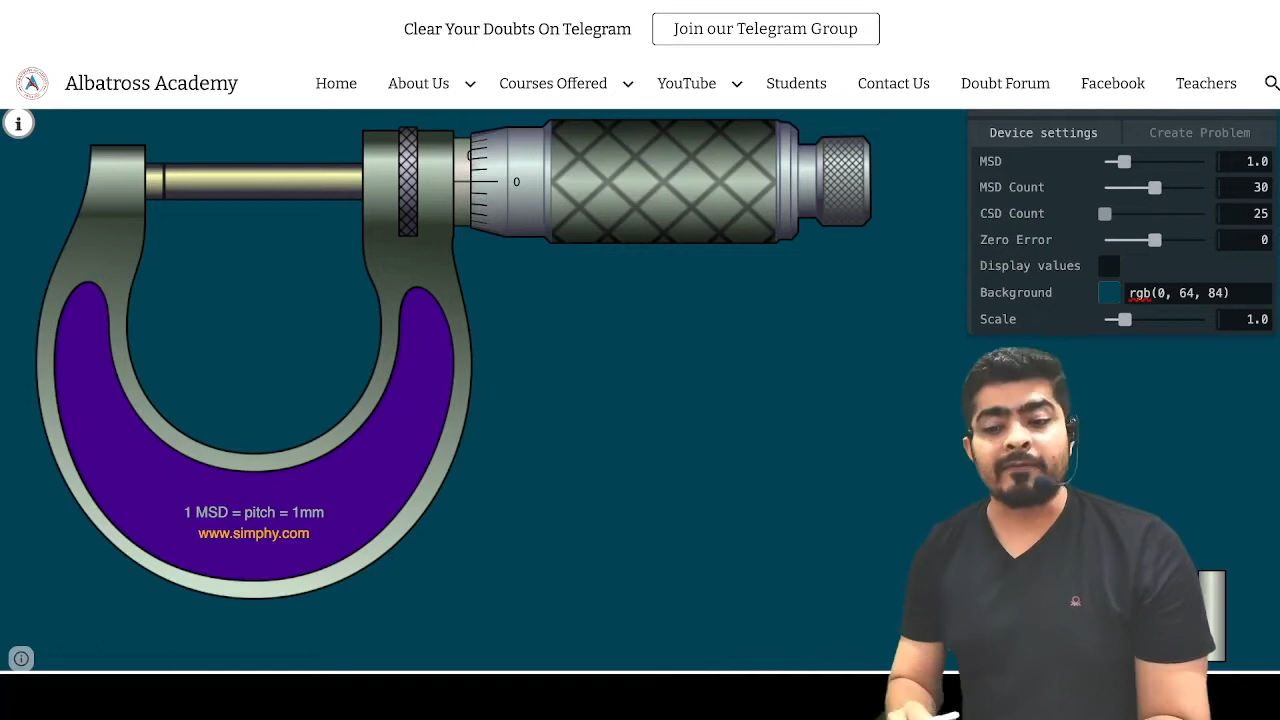 Clear Your Doubts On Telegram Join our Telegram Group
Albatross Academy Home About Us Courses Offered YouTube Students Contact Us Doubt Forum Facebook Teachers
Device settings Create Problem
MSD 1.0
MSD Count 30
CSD Count 25
Zero Error 0
Display values
Background rgb(0, 64, 84)
Scale 1.0
0
0
1 MSD = pitch = 1mm
www.simphy.com